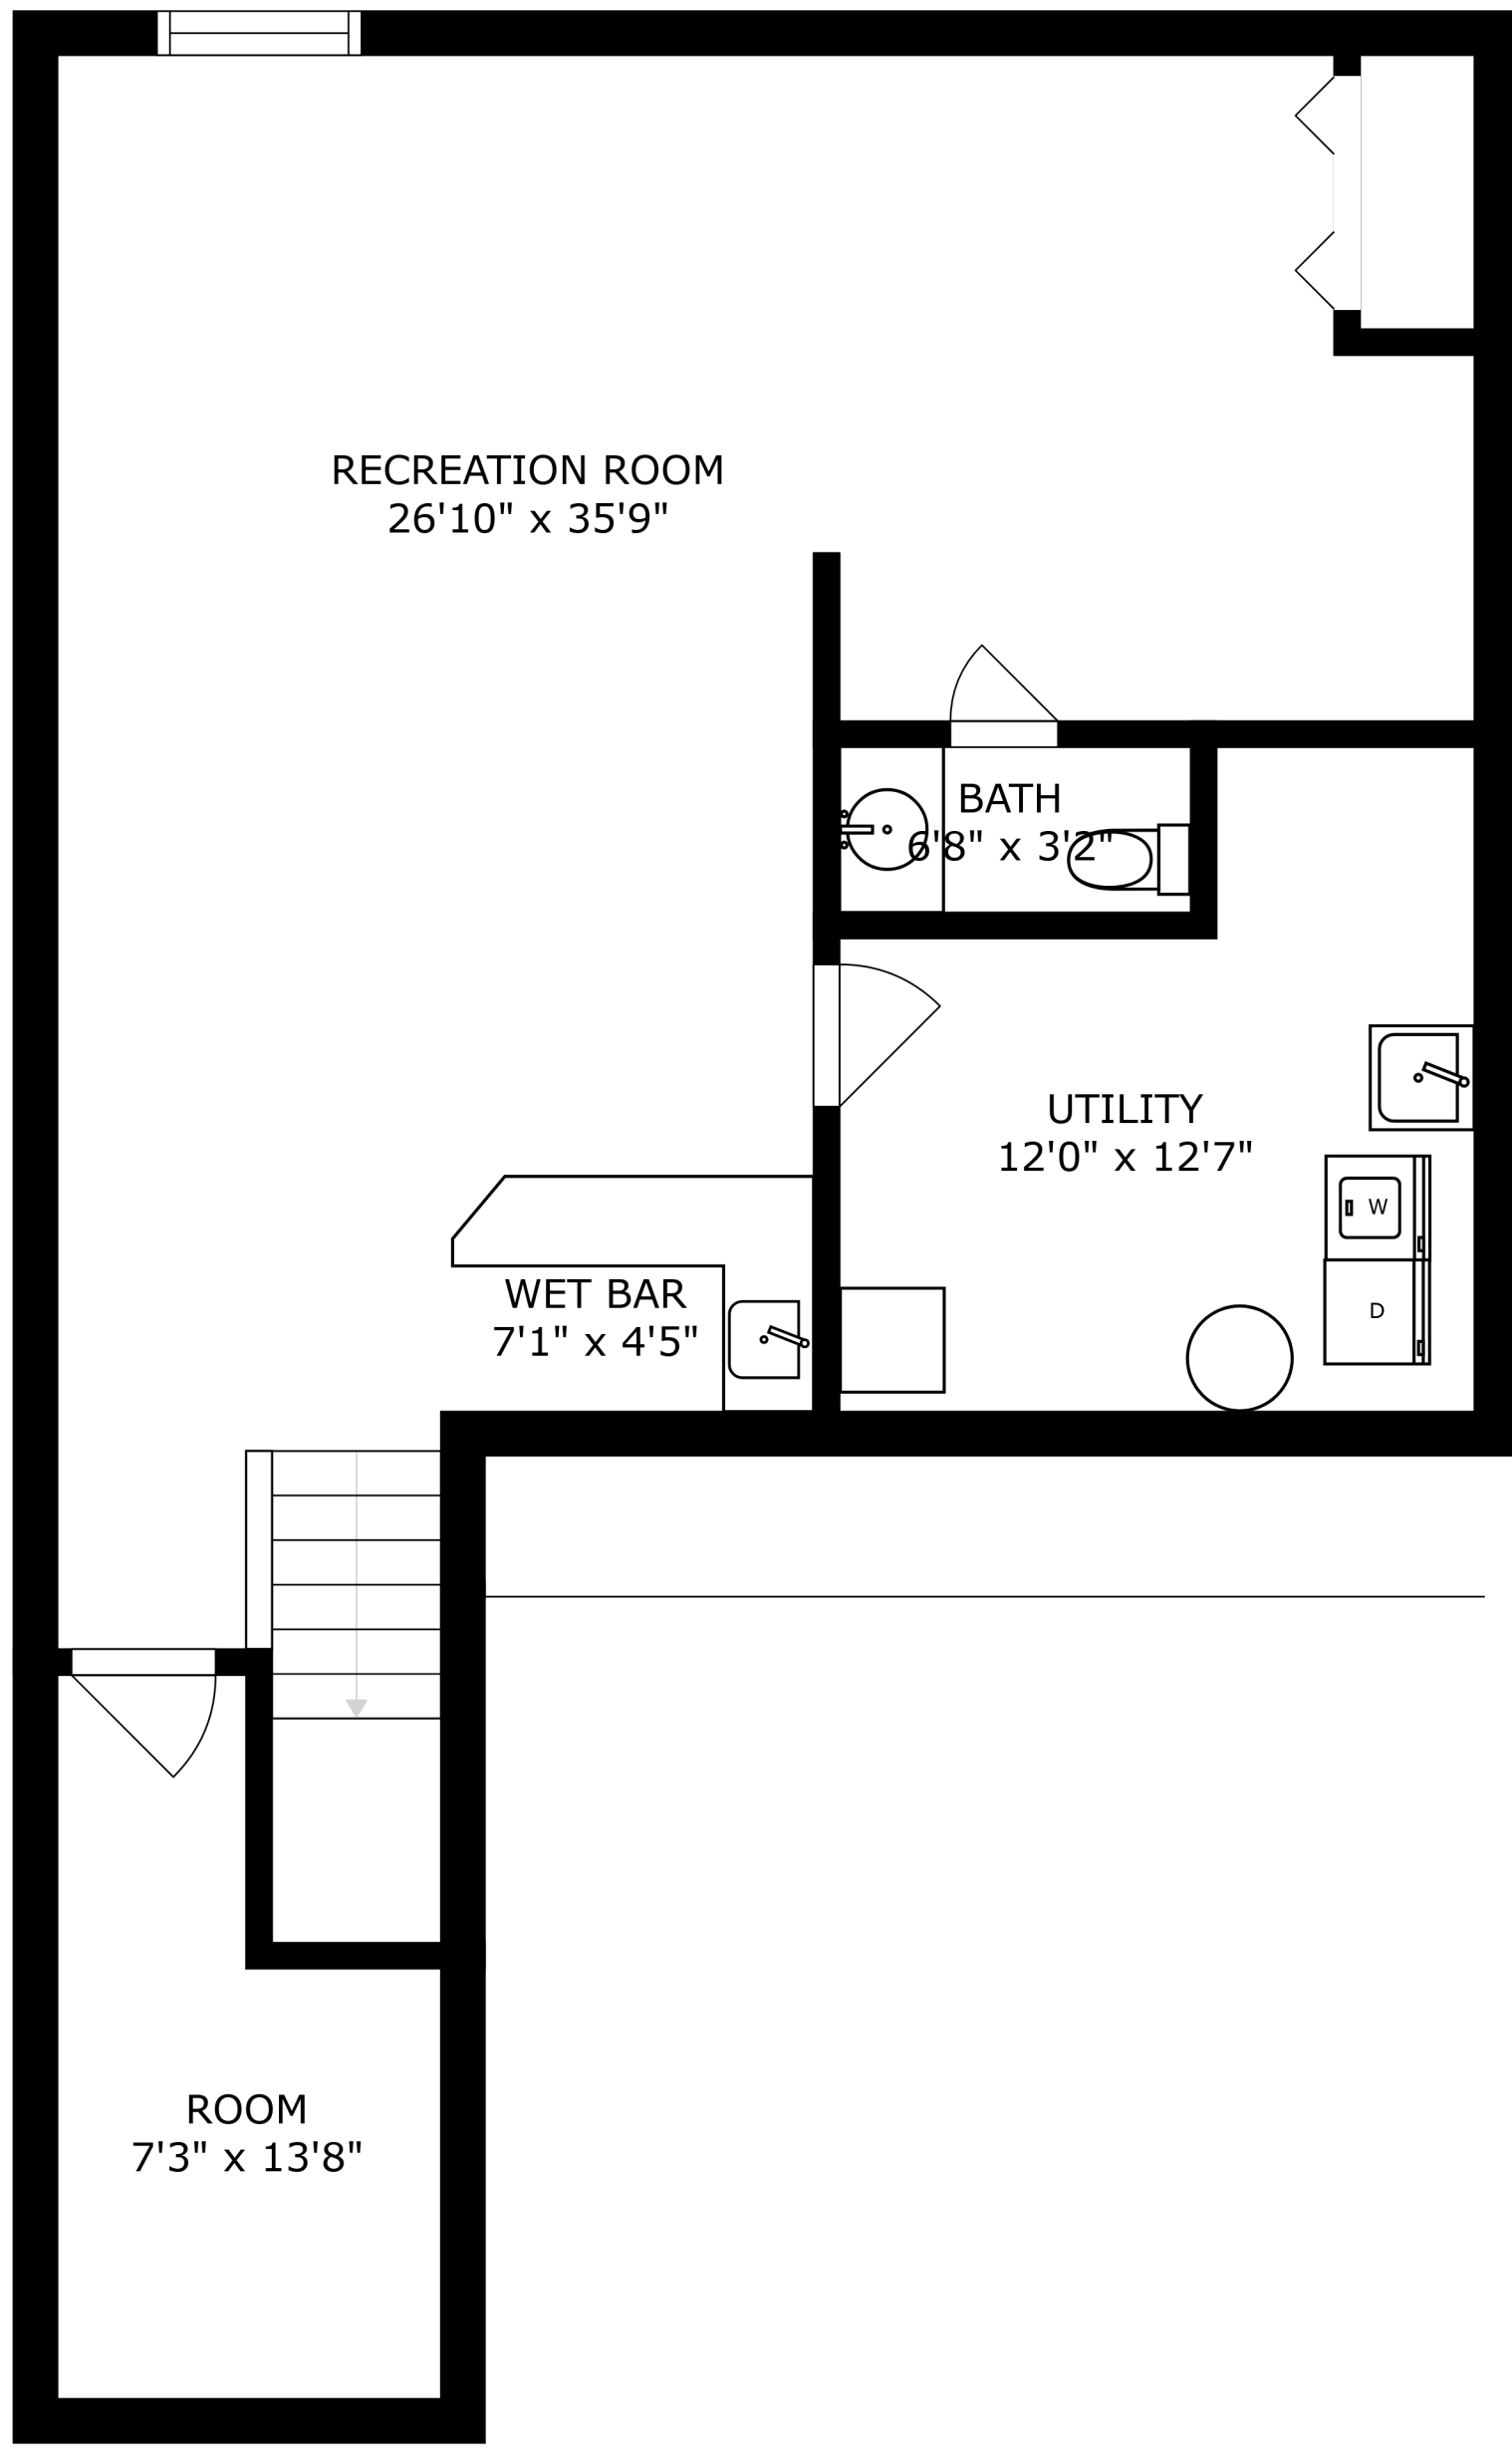 RECREATION ROOM
26'10" x 35'9"
BATH
6'8" x 3'2"
UTILITY
12'0" x 12'7"
W
D
WET BAR
7'1" x 4'5"
ROOM
7'3" x 13'8"